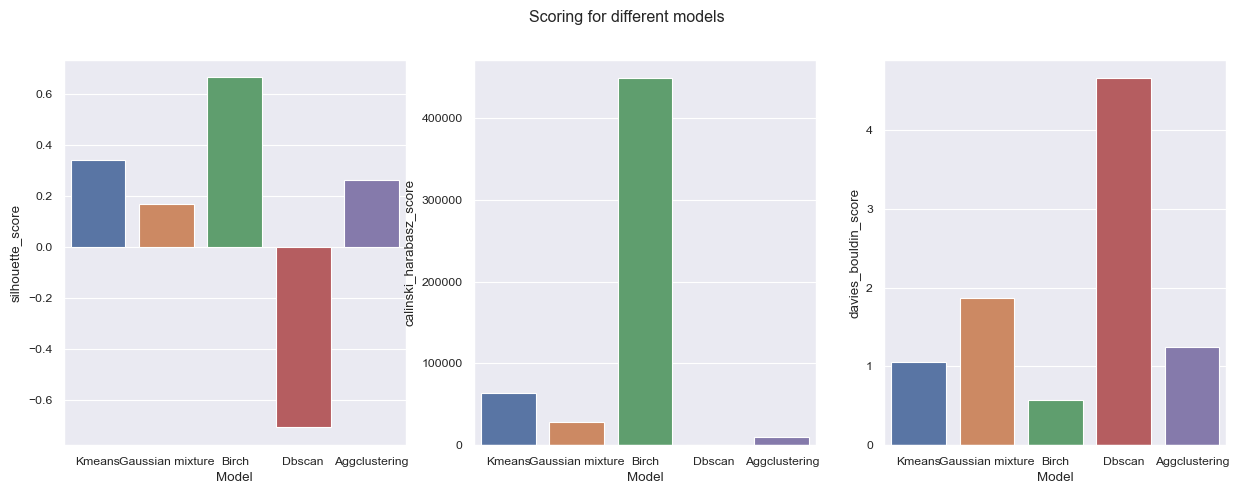 Scoring for different models
silhouette_score
0.6
0.4
0.2
0.0
−0.2
−0.4
−0.6
Kmeans Gaussian mixture Birch Dbscan Aggclustering
Model
calinski_harabasz_score
400000
300000
200000
100000
0
Kmeans Gaussian mixture Birch Dbscan Aggclustering
Model
davies_bouldin_score
4
3
2
1
0
Kmeans Gaussian mixture Birch Dbscan Aggclustering
Model